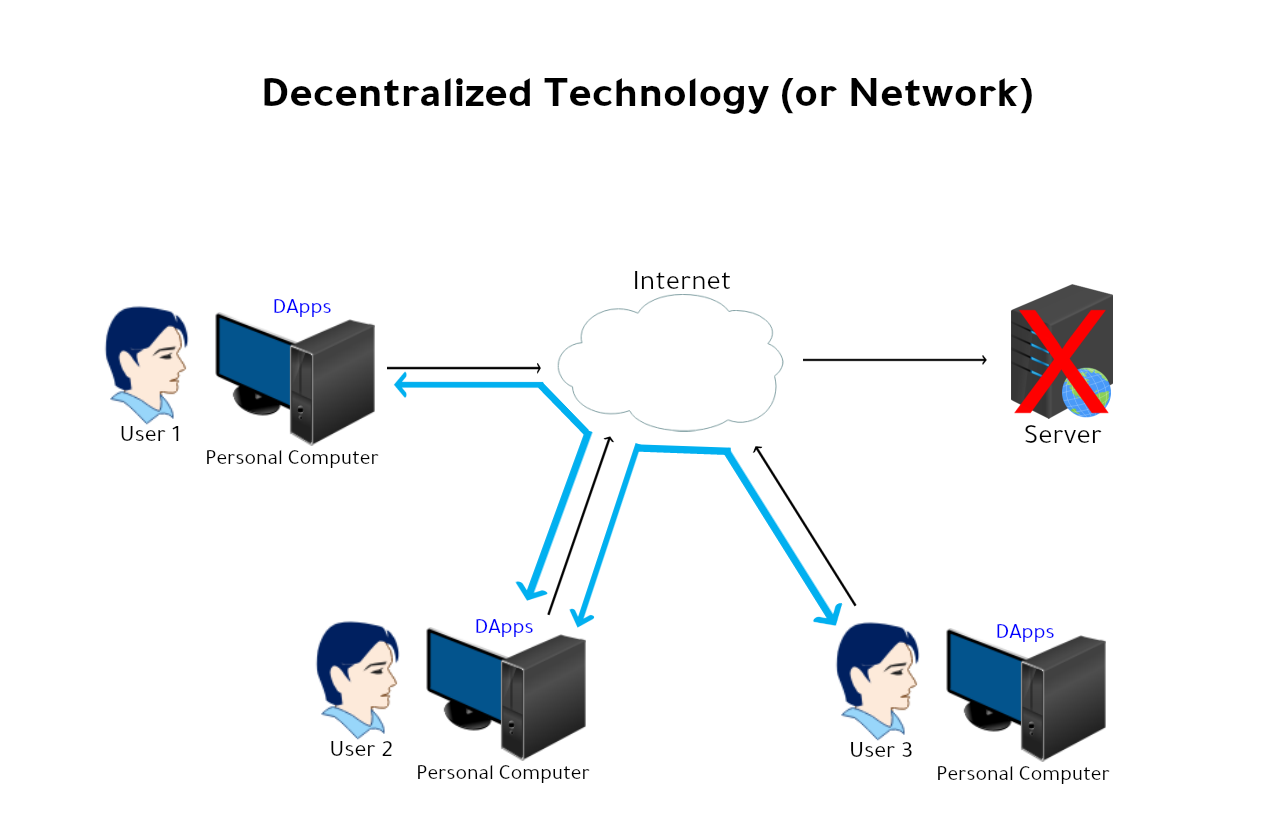 Decentralized Technology (or Network)
Internet
DApps
User 1
Personal Computer
X
Server
DApps
User 2
Personal Computer
DApps
User 3
Personal Computer